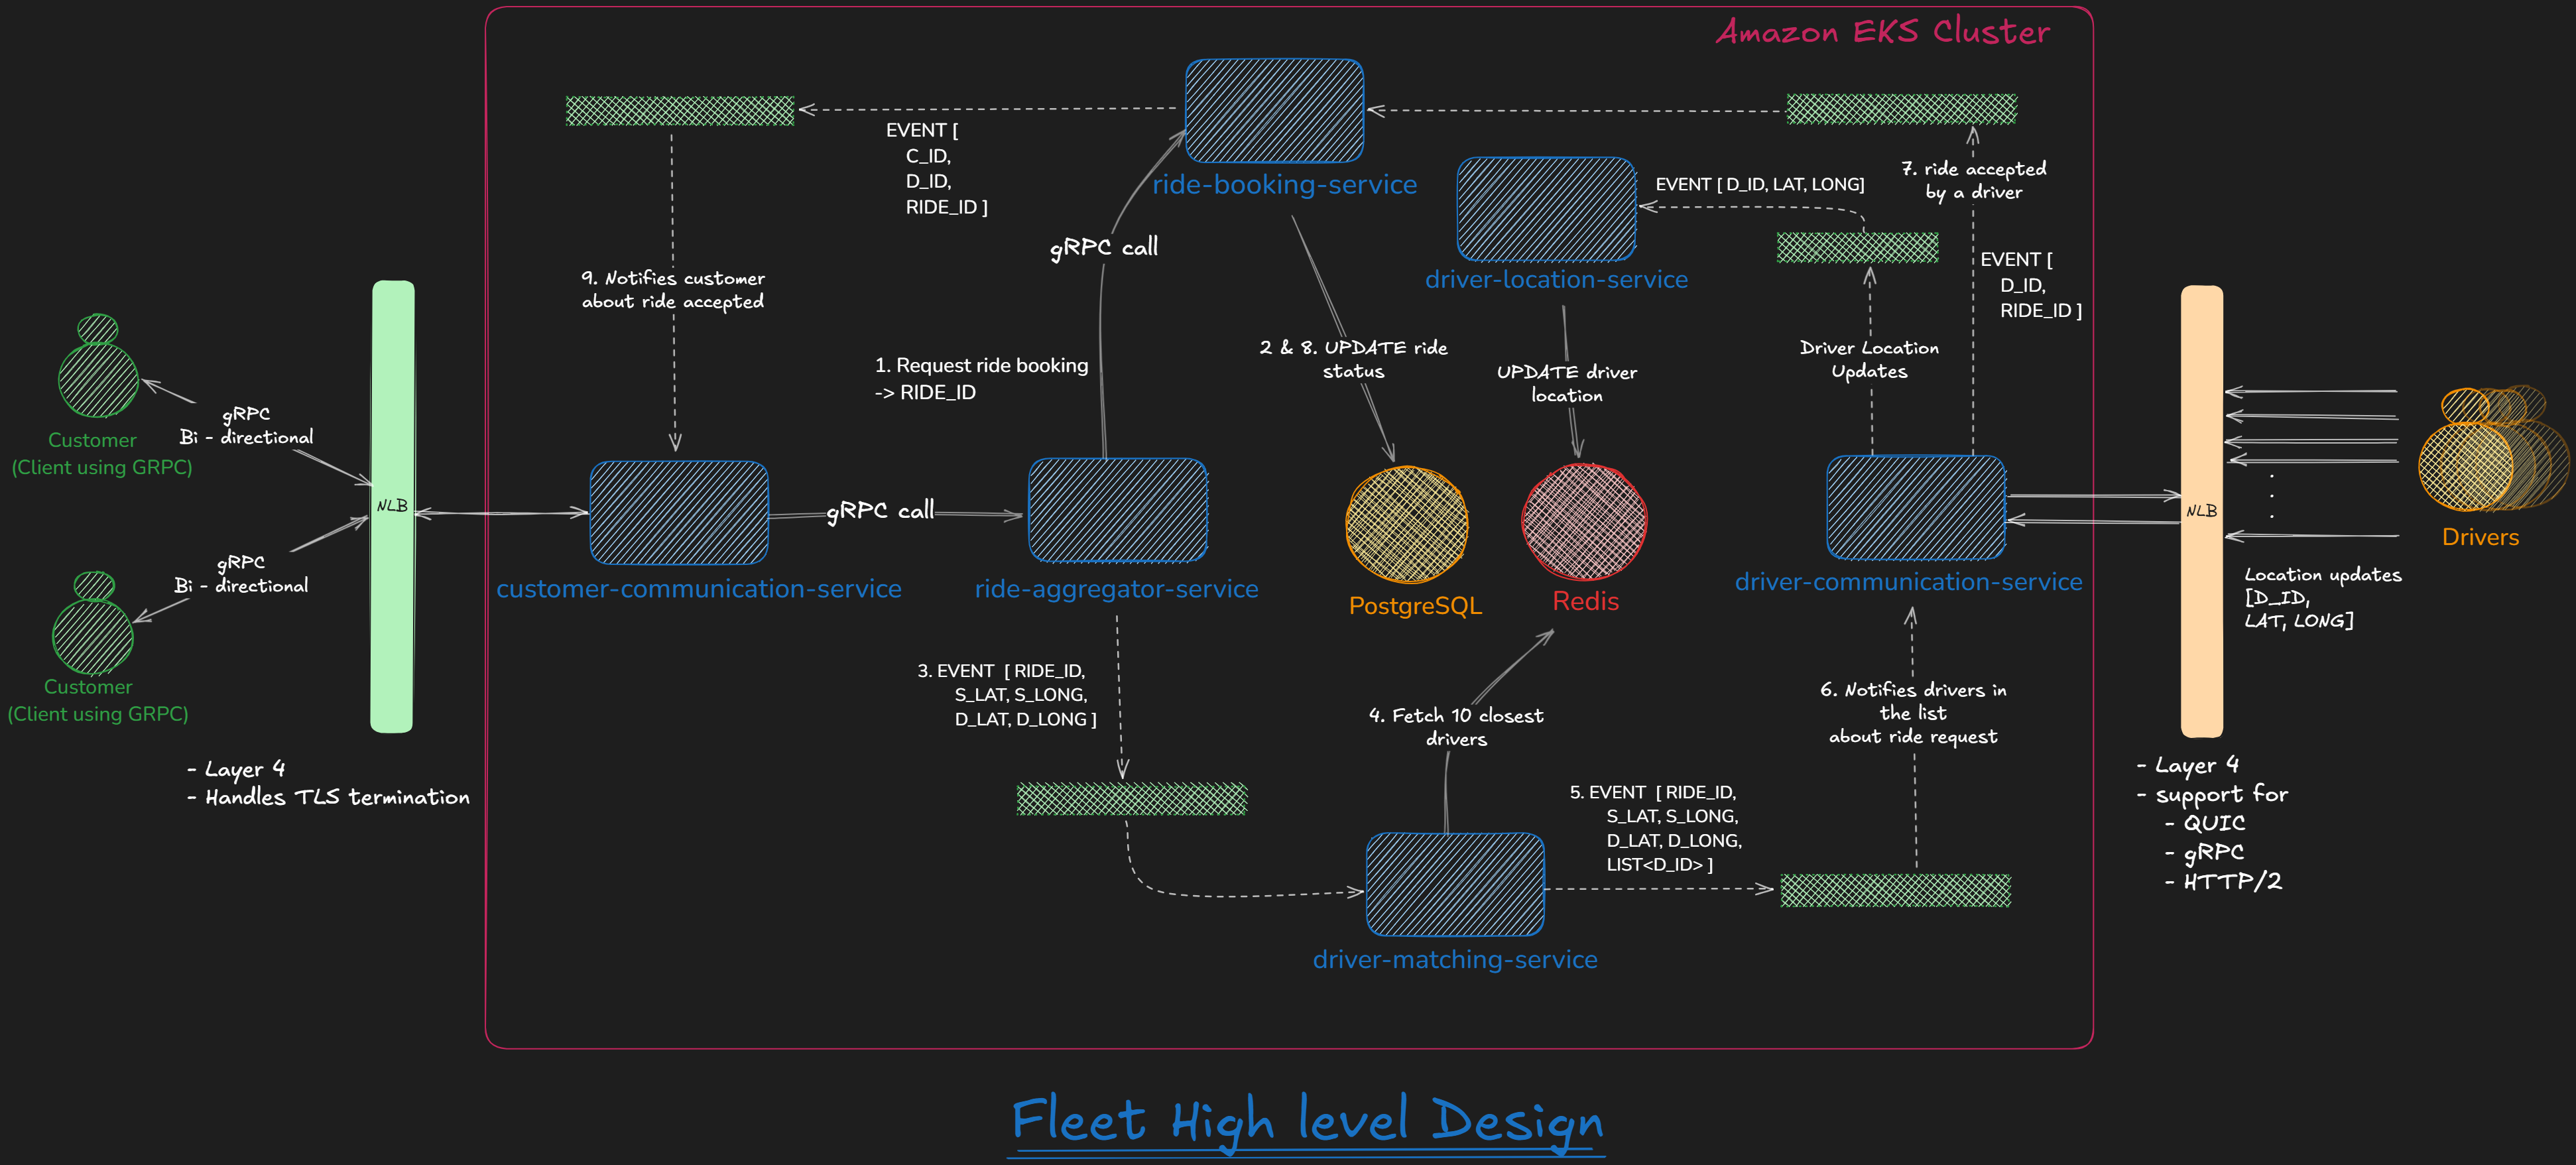 Amazon EKS Cluster
EVENT [
C_ID,
D_ID,
RIDE_ID ]
ride-booking-service
gRPC call
EVENT [ D_ID, LAT, LONG]
7. ride accepted
by a driver
driver-location-service
EVENT [
D_ID,
RIDE_ID ]
9. Notifies customer
about ride accepted
1. Request ride booking
-> RIDE_ID
2 & 8. UPDATE ride
status
UPDATE driver
location
Driver Location
Updates
gRPC
Bi - directional
Customer
(Client using GRPC)
NLB
gRPC
Bi - directional
Customer
(Client using GRPC)
- Layer 4
- Handles TLS termination
customer-communication-service
gRPC call
ride-aggregator-service
PostgreSQL
Redis
driver-communication-service
NLB
Drivers
Location updates
[D_ID,
LAT, LONG]
3. EVENT [ RIDE_ID,
S_LAT, S_LONG,
D_LAT, D_LONG ]
4. Fetch 10 closest
drivers
6. Notifies drivers in
the list
about ride request
5. EVENT [ RIDE_ID,
S_LAT, S_LONG,
D_LAT, D_LONG,
LIST<D_ID> ]
- Layer 4
- support for
- QUIC
- gRPC
- HTTP/2
driver-matching-service
Fleet High level Design